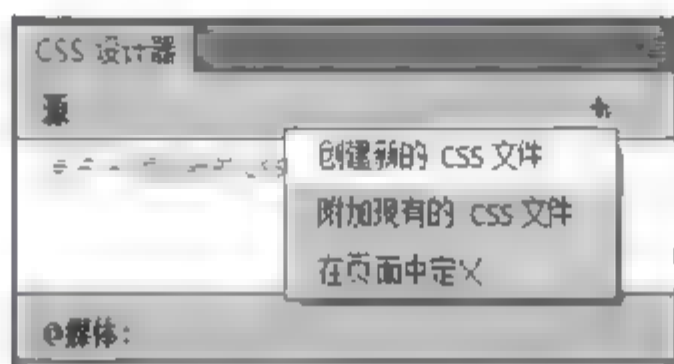 CSS 设计器
源
创建新的 CSS 文件
附加现有的 CSS 文件
在页面中定义
@媒体: